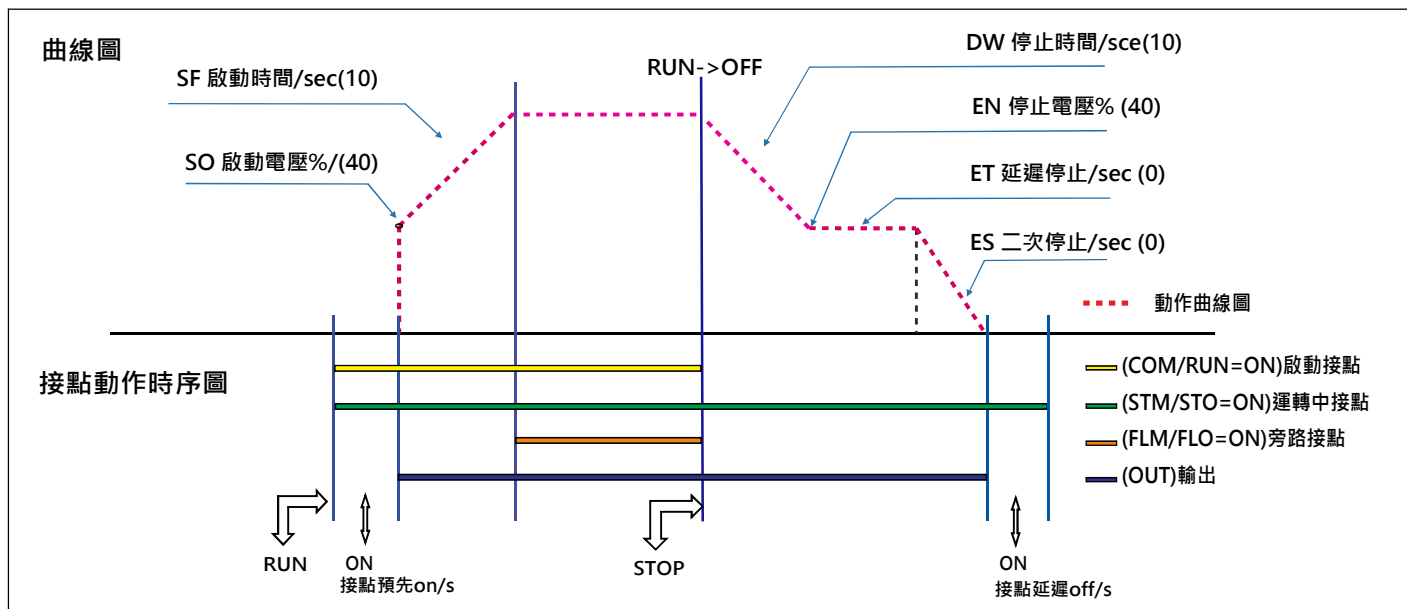 曲線圖
SF 啟動時間/sec(10)
SO 啟動電壓%/(40)
RUN->OFF
DW 停止時間/sce(10)
EN 停止電壓% (40)
ET 延遲停止/sec (0)
ES 二次停止/sec (0)
動作曲線圖
接點動作時序圖
(COM/RUN=ON)啟動接點
(STM/STO=ON)運轉中接點
(FLM/FLO=ON)旁路接點
(OUT)輸出
RUN
ON
接點預先on/s
STOP
ON
接點延遲off/s